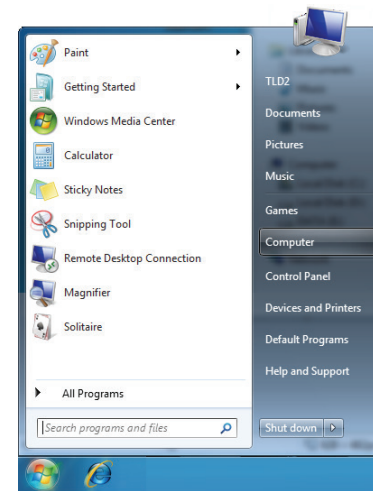 Paint
Getting Started
Windows Media Center
Calculator
Sticky Notes
Snipping Tool
Remote Desktop Connection
Magnifier
Solitaire
All Programs
Search programs and files
TLD2
Documents
Pictures
Music
Games
Computer
Control Panel
Devices and Printers
Default Programs
Help and Support
Shut down